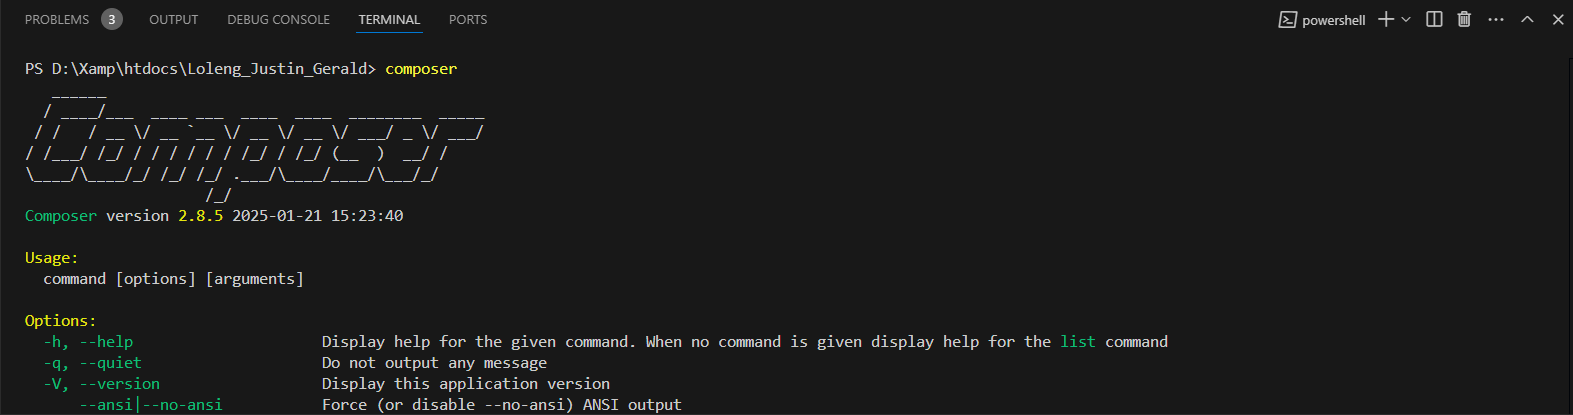 PROBLEMS 3 OUTPUT DEBUG CONSOLE TERMINAL PORTS powershell
PS D:\Xamp\htdocs\Loleng_Justin_Gerald> composer
   ______
  / ____/___  ____ ___  ____  ____  ________  _____
 / /   / __ \/ __ `__ \/ __ \/ __ \/ ___/ _ \/ ___/
/ /___/ /_/ / / / / / / /_/ / /_/ (__  )  __/ /
\____/\____/_/ /_/ /_/ .___/\____/____/\___/_/
                    /_/
Composer version 2.8.5 2025-01-21 15:23:40
Usage:
  command [options] [arguments]
Options:
  -h, --help                     Display help for the given command. When no command is given display help for the list command
  -q, --quiet                    Do not output any message
  -V, --version                  Display this application version
      --ansi|--no-ansi           Force (or disable --no-ansi) ANSI output